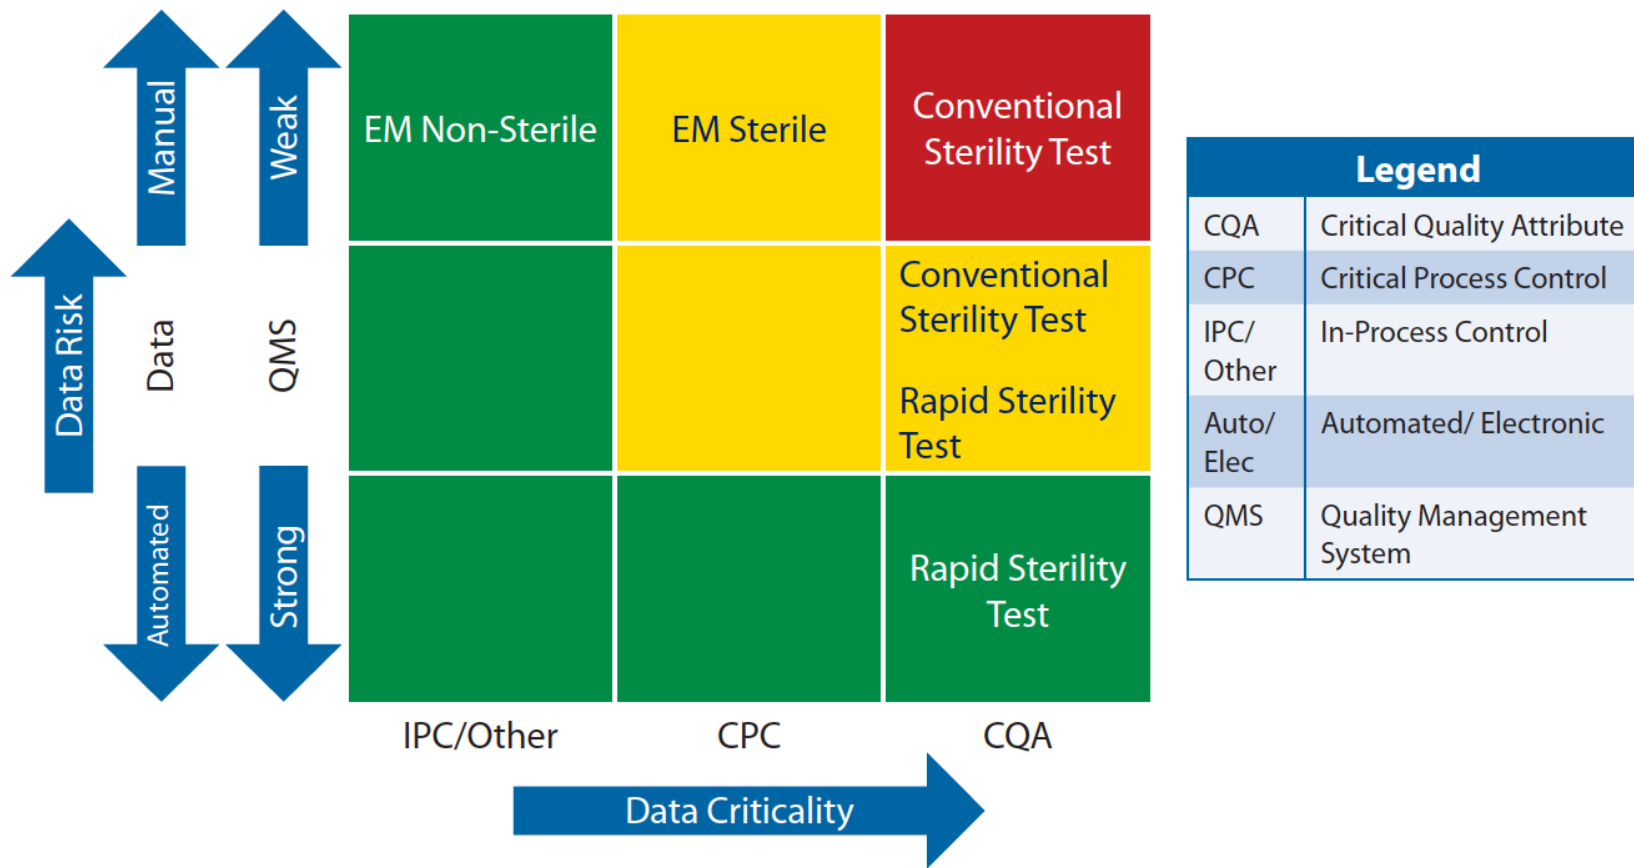 Manual
Weak
Data Risk
Data
QMS
Automated
Strong
EM Non-Sterile
EM Sterile
Conventional
Sterility Test
Conventional
Sterility Test
Rapid Sterility
Test
Rapid Sterility
Test
IPC/Other
CPC
CQA
Data Criticality
Legend
CQA Critical Quality Attribute
CPC Critical Process Control
IPC/ In-Process Control
Other
Auto/ Automated/ Electronic
Elec
QMS Quality Management
System